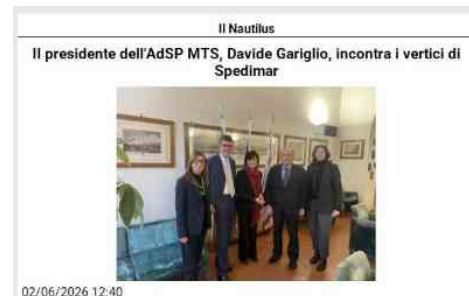 Il Nautilus
Il presidente dell'AdSP MTS, Davide Gariglio, incontra i vertici di
Spedimar
02/06/2026 12:40